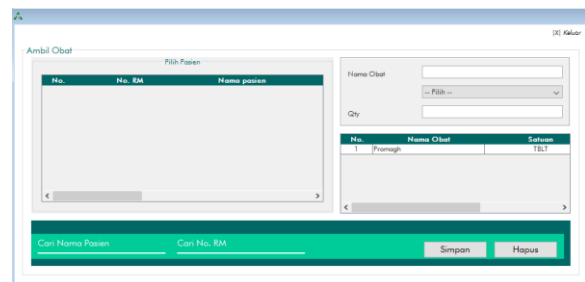 [X] Keluar
Ambil Obat
Pilih Pasien
No. No. RM Nama pasien
Nama Obat
-- Pilih --
Qty
No. Nama Obat Satuan
1 Promagh TBLT
Cari Nama Pasien Cari No. RM
Simpan Hapus